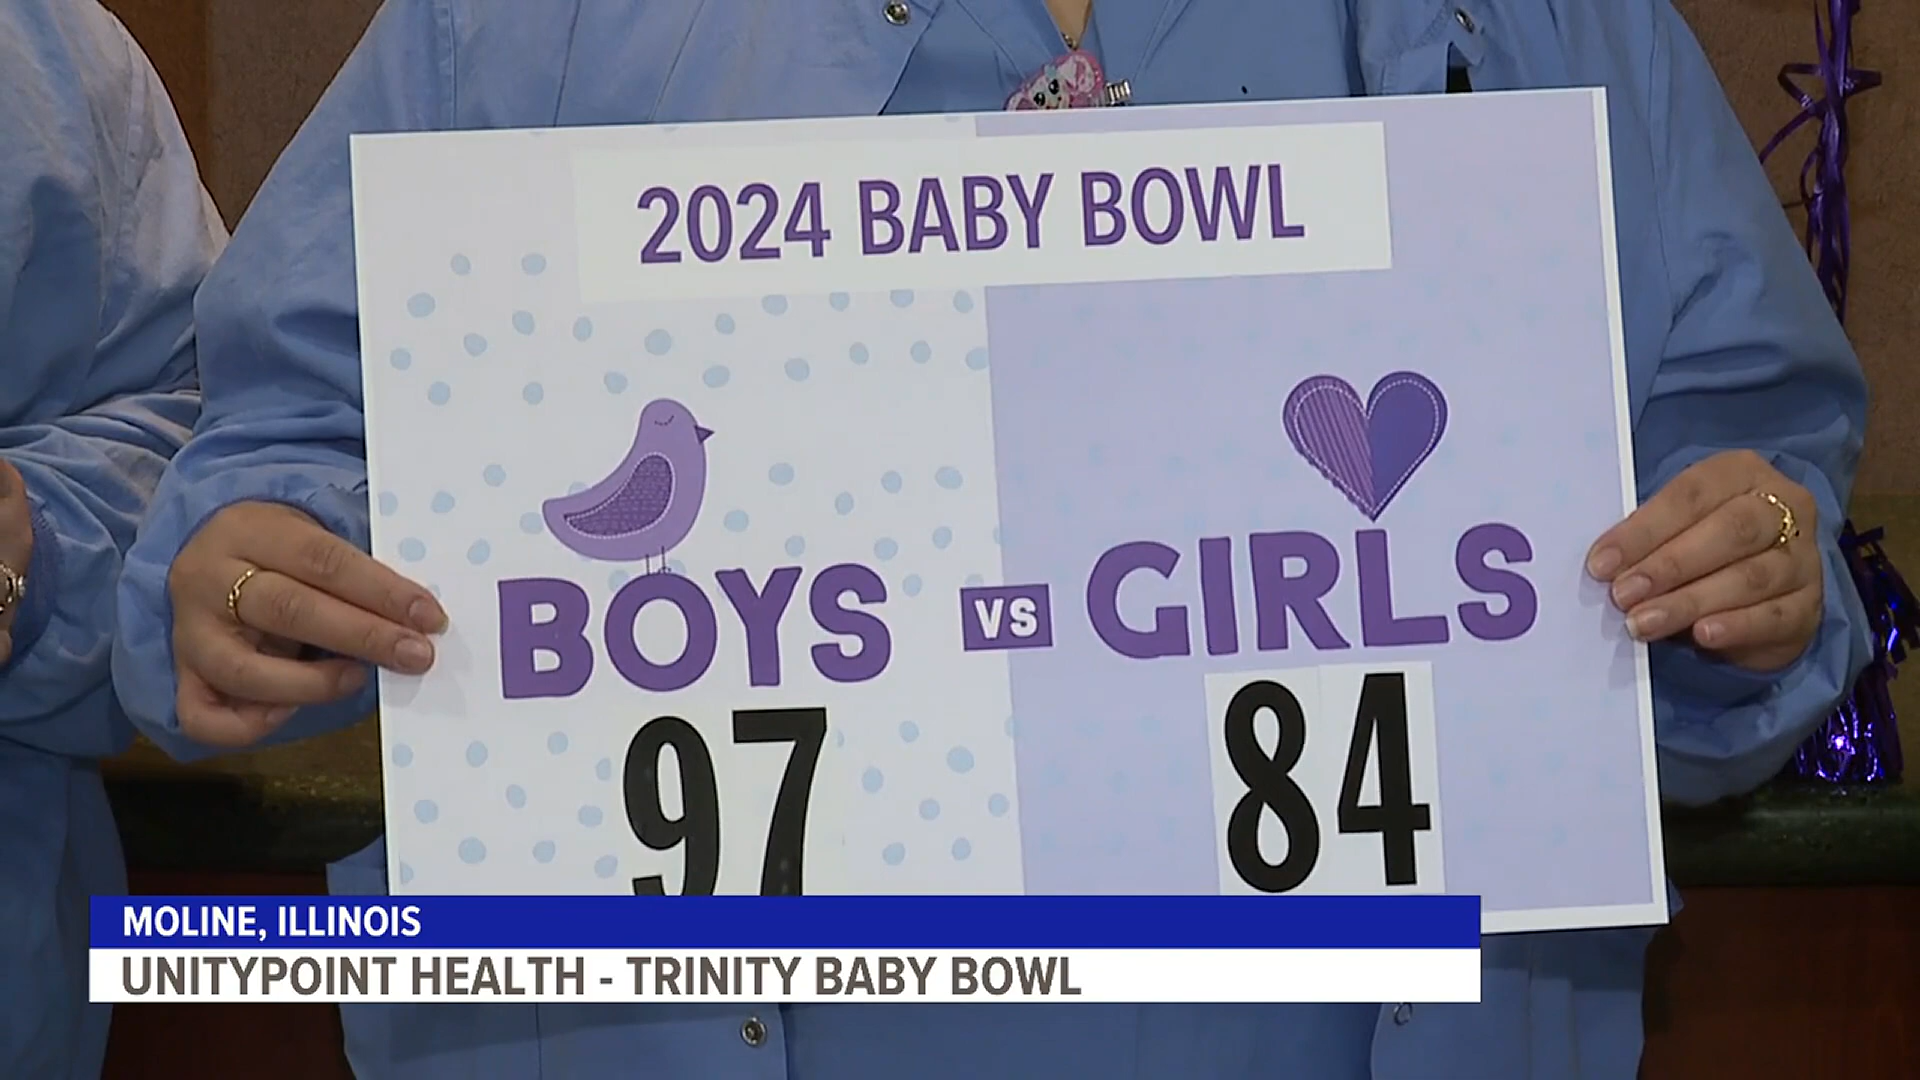 2024 BABY BOWL
BOYS VS GIRLS
97 84
MOLINE, ILLINOIS
UNITYPOINT HEALTH - TRINITY BABY BOWL